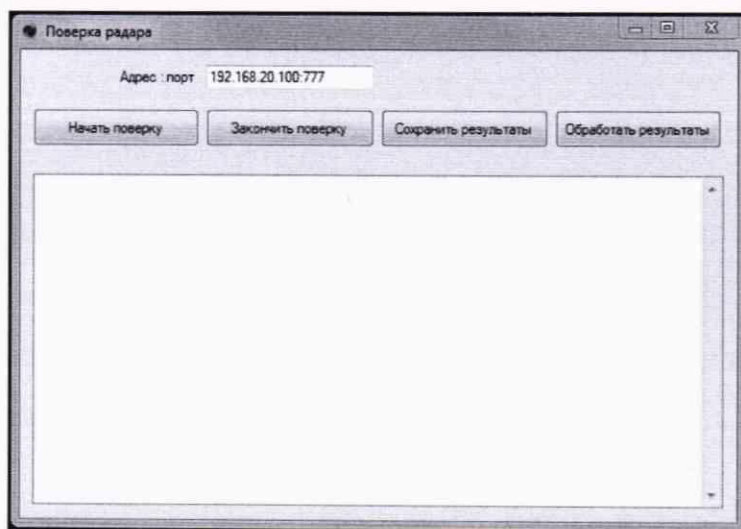 Поверка радара
Адрес : порт 192.168.20.100:777
Начать поверку Закончить поверку Сохранить результаты Обработать результаты